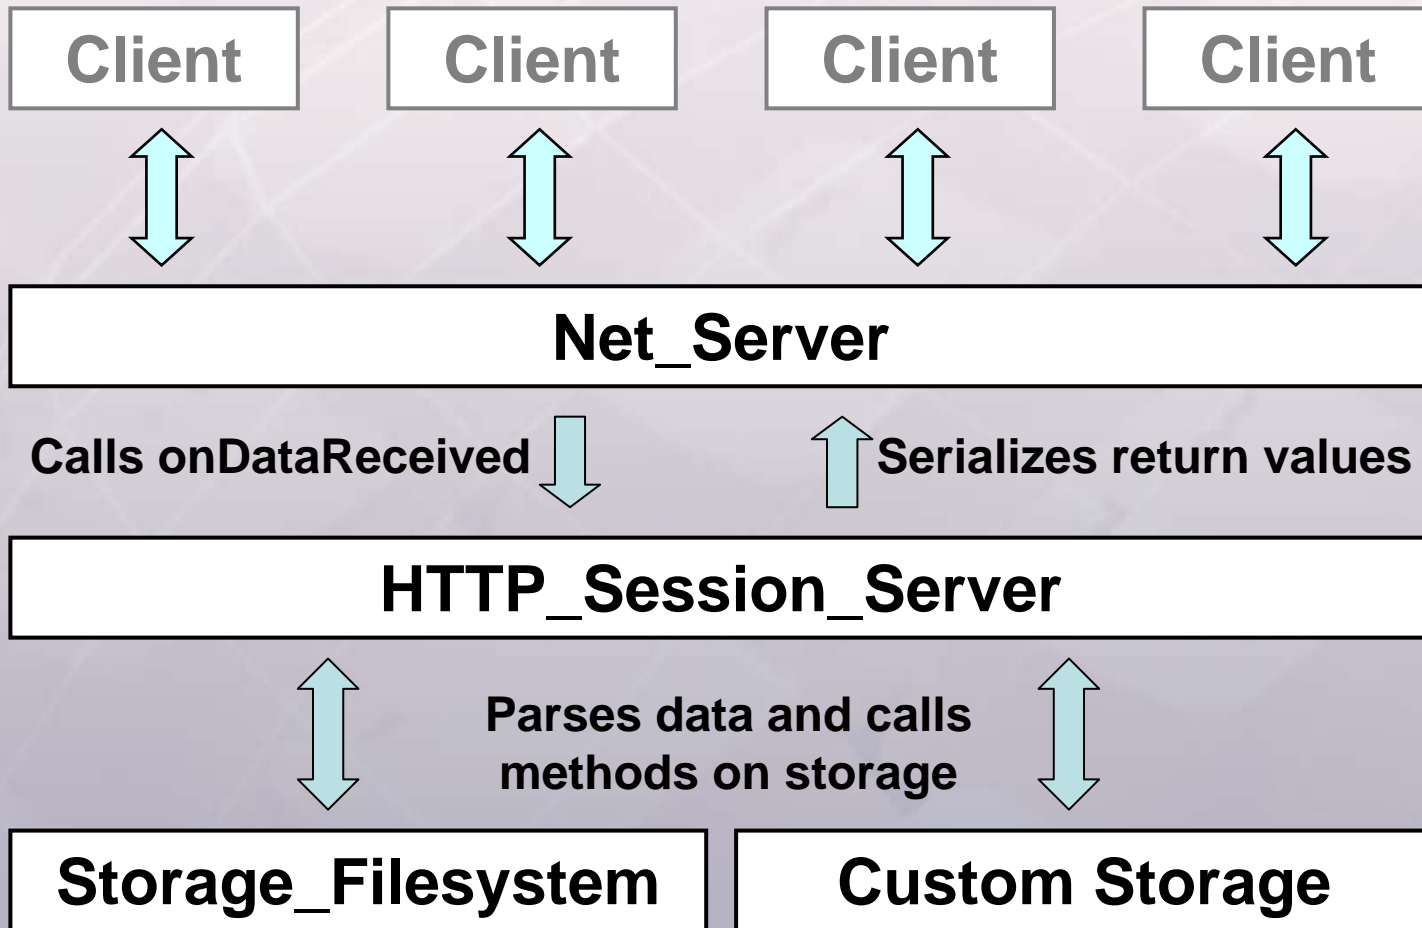 Client Client Client Client
Net_Server
Calls onDataReceived Serializes return values
HTTP_Session_Server
Parses data and calls
methods on storage
Storage_Filesystem Custom Storage